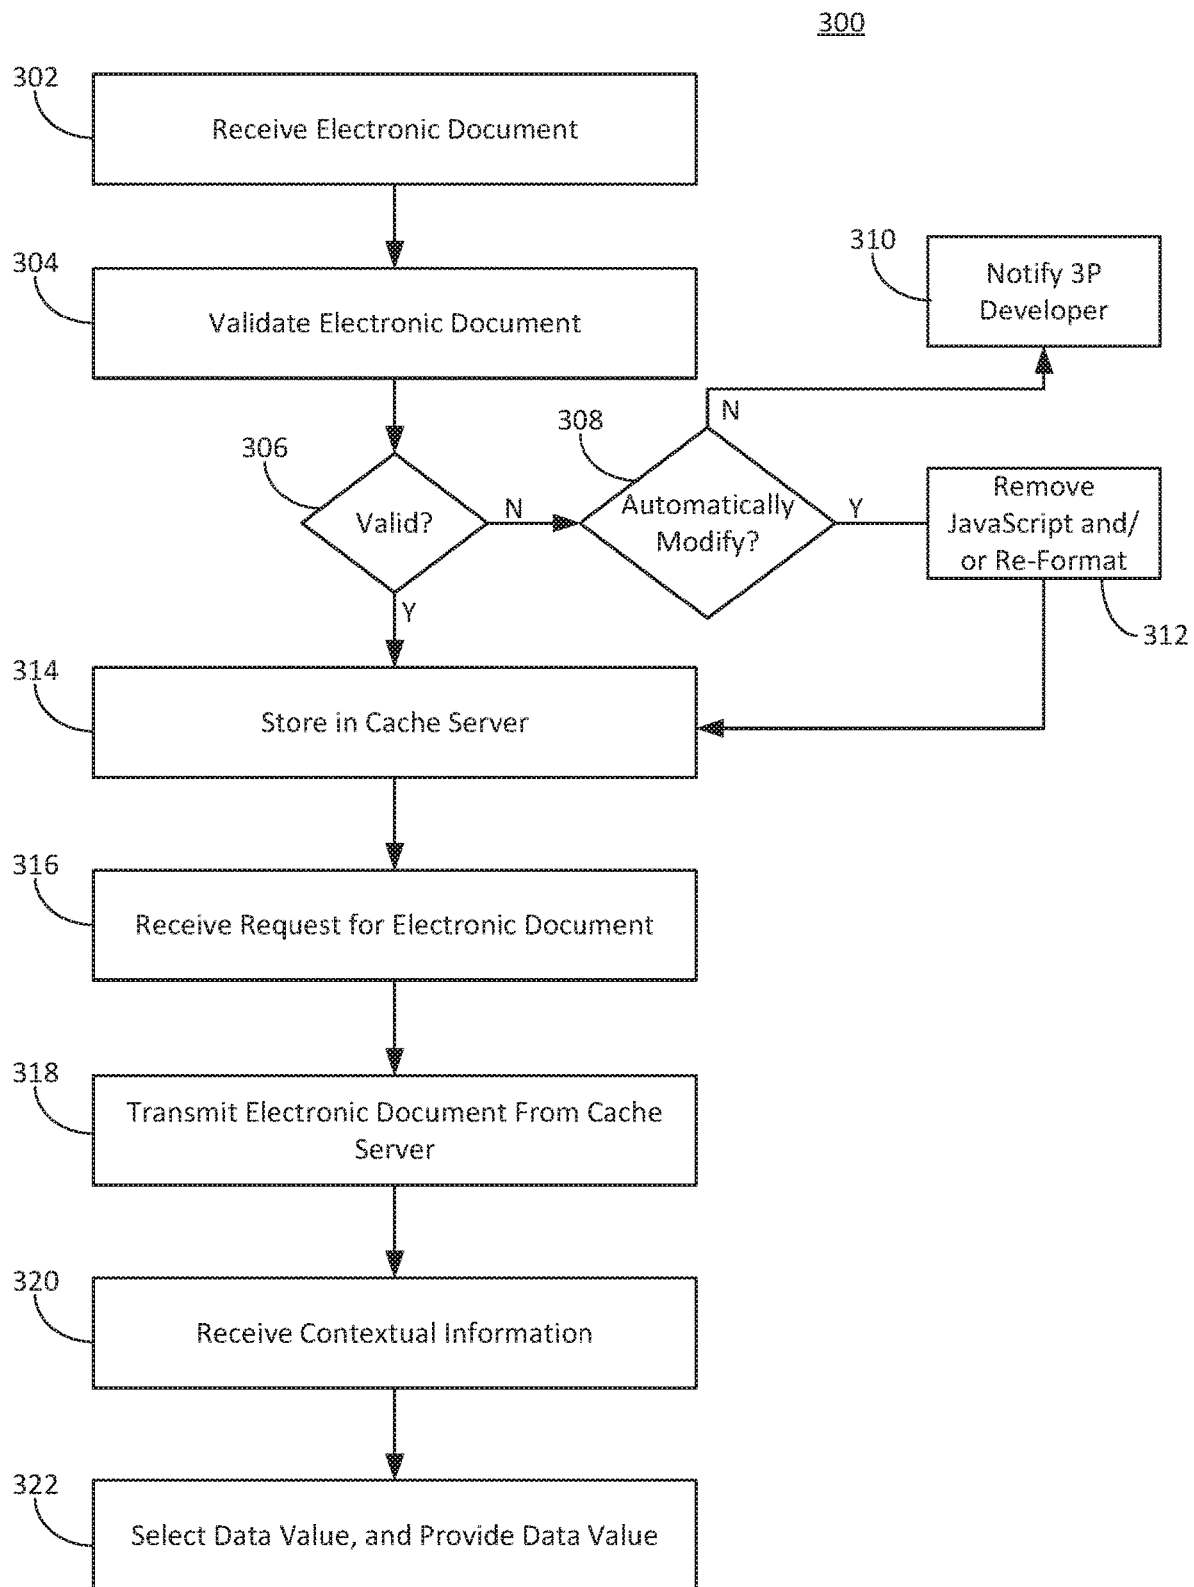 300
302
Receive Electronic Document
304
Validate Electronic Document
310
Notify 3P
Developer
N
308
306
Valid?
N
Automatically
Modify?
Y
Remove
JavaScript and/
or Re-Format
312
Y
314
Store in Cache Server
316
Receive Request for Electronic Document
318
Transmit Electronic Document From Cache
Server
320
Receive Contextual Information
322
Select Data Value, and Provide Data Value